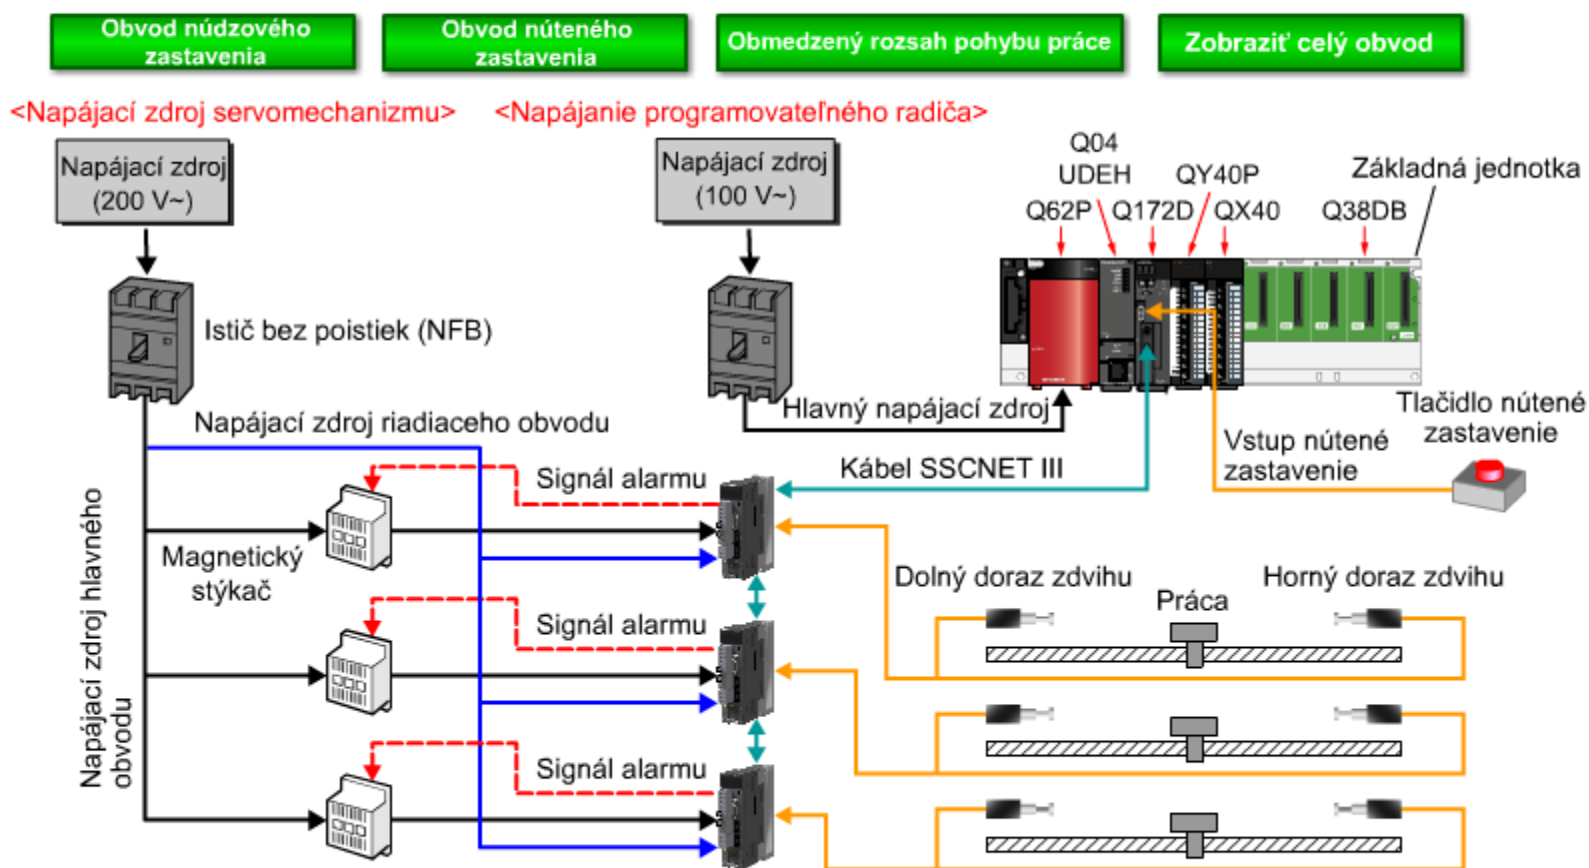 Obvod núdzového
zastavenia
Obvod núteného
zastavenia
Obmedzený rozsah pohybu práce
Zobraziť celý obvod
<Napájací zdroj servomechanizmu>
<Napájanie programovateľného radiča>
Napájací zdroj
(200 V~)
Napájací zdroj
(100 V~)
Q04
UDEH
QY40P
Základná jednotka
Q62P
Q172D
QX40
Q38DB
Istič bez poistiek (NFB)
Hlavný napájací zdroj
Tlačidlo nútené
zastavenie
Vstup nútené
zastavenie
Napájací zdroj riadiaceho obvodu
Kábel SSCNET III
Signál alarmu
Magnetický
stýkač
Napájací zdroj hlavného
obvodu
Dolný doraz zdvihu
Horný doraz zdvihu
Práca
Signál alarmu
Signál alarmu